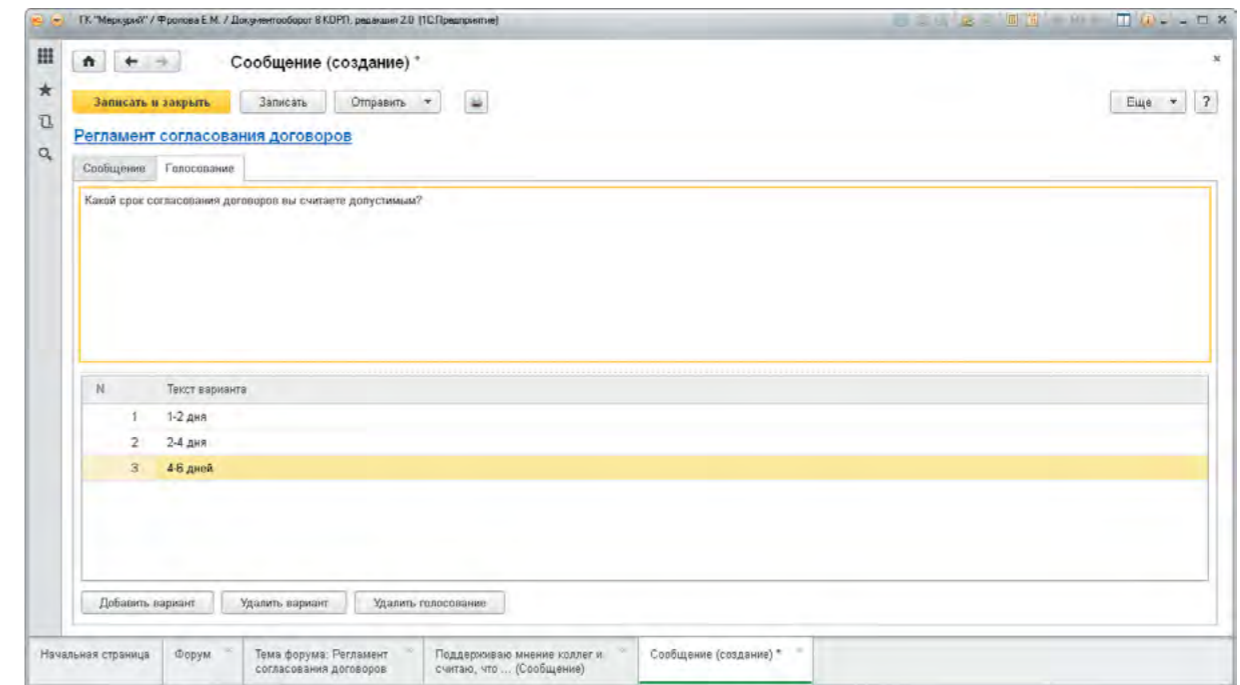 ГК "Меркурий" / Фролова Е.М. / Документооборот 8 КОРП, редакция 2.0 (1С:Предприятие)
Сообщение (создание) *
Записать и закрыть Записать Отправить Еще ?
Регламент согласования договоров
Сообщение Голосование
Какой срок согласования договоров вы считаете допустимым?
N Текст варианта
1 1-2 дня
2 2-4 дня
3 4-6 дней
Добавить вариант Удалить вариант Удалить голосование
Начальная страница Форум Тема форума: Регламент Поддерживаю мнение коллег и Сообщение (создание) *
согласования договоров считаю, что ... (Сообщение)